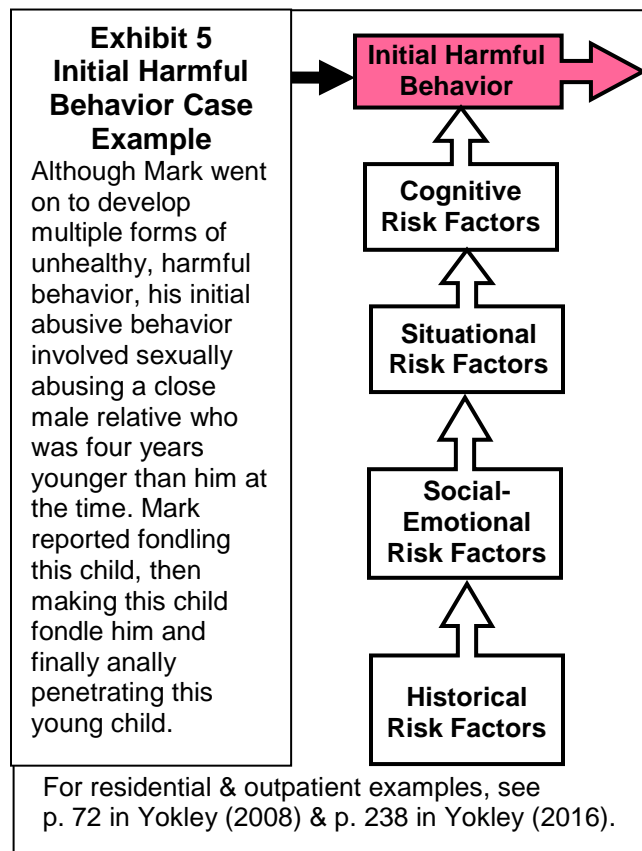 Exhibit 5
Initial Harmful
Behavior Case
Example
Although Mark went
on to develop
multiple forms of
unhealthy, harmful
behavior, his initial
abusive behavior
involved sexually
abusing a close
male relative who
was four years
younger than him at
the time. Mark
reported fondling
this child, then
making this child
fondle him and
finally anally
penetrating this
young child.
Initial Harmful
Behavior
Cognitive
Risk Factors
Situational
Risk Factors
Social-
Emotional
Risk Factors
Historical
Risk Factors
For residential & outpatient examples, see
p. 72 in Yokley (2008) & p. 238 in Yokley (2016).